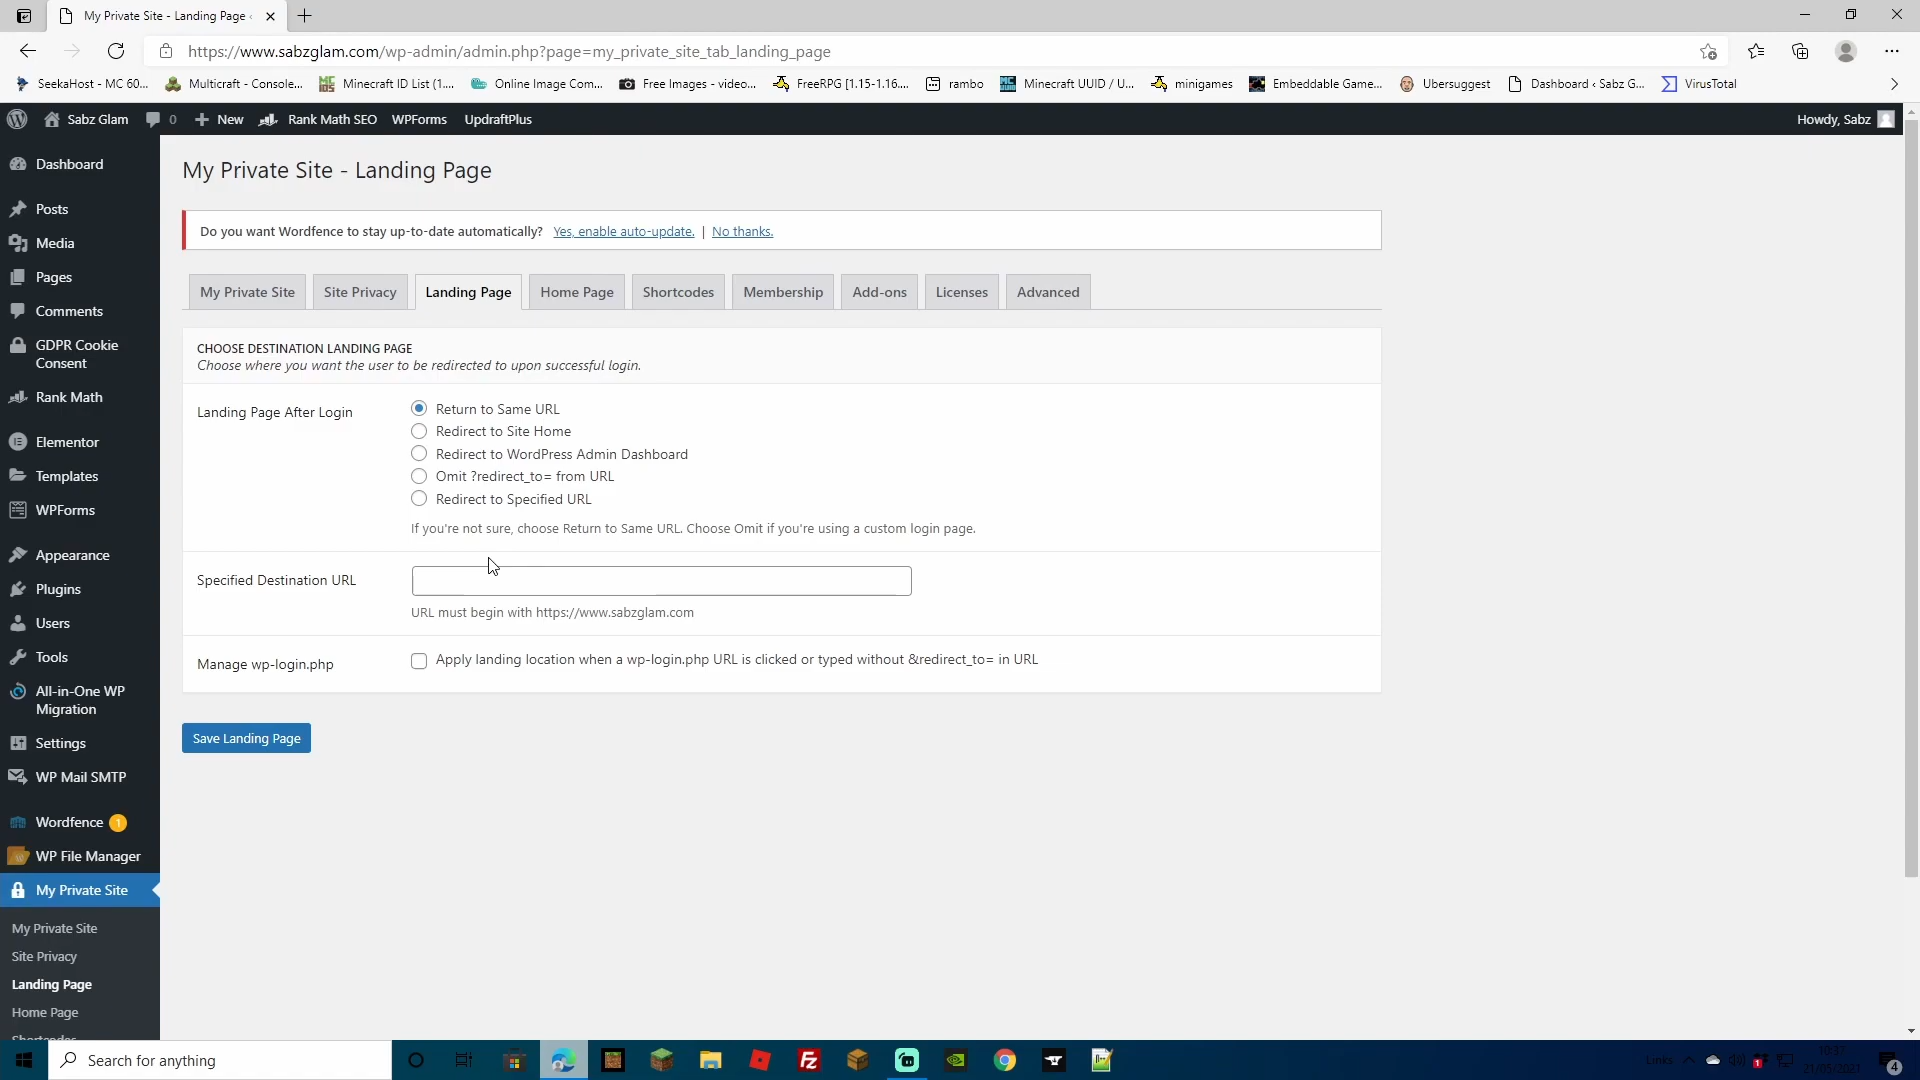 My Private Site - Landing Page
https://www.sabzglam.com/wp-admin/admin.php?page=my_private_site_tab_landing_page
SeekaHost - MC 60... Multicraft - Console... Minecraft ID List (1.... Online Image Com... Free Images - video... FreeRPG [1.15-1.16.... rambo Minecraft UUID / U... minigames Embeddable Game... Ubersuggest Dashboard ‹ Sabz G... VirusTotal
Sabz Glam 0 New Rank Math SEO WPForms UpdraftPlus Howdy, Sabz
Dashboard
Posts
Media
Pages
Comments
GDPR Cookie
Consent
Rank Math
Elementor
Templates
WPForms
Appearance
Plugins
Users
Tools
All-in-One WP
Migration
Settings
WP Mail SMTP
Wordfence 1
WP File Manager
My Private Site
My Private Site
Site Privacy
Landing Page
Home Page
Shortcodes
My Private Site - Landing Page
Do you want Wordfence to stay up-to-date automatically? Yes, enable auto-update. | No thanks.
My Private Site Site Privacy Landing Page Home Page Shortcodes Membership Add-ons Licenses Advanced
CHOOSE DESTINATION LANDING PAGE
Choose where you want the user to be redirected to upon successful login.
Landing Page After Login
Return to Same URL
Redirect to Site Home
Redirect to WordPress Admin Dashboard
Omit ?redirect_to= from URL
Redirect to Specified URL
If you're not sure, choose Return to Same URL. Choose Omit if you're using a custom login page.
Specified Destination URL
URL must begin with https://www.sabzglam.com
Manage wp-login.php
Apply landing location when a wp-login.php URL is clicked or typed without &redirect_to= in URL
Save Landing Page
Search for anything
Links
21/05/2021
4